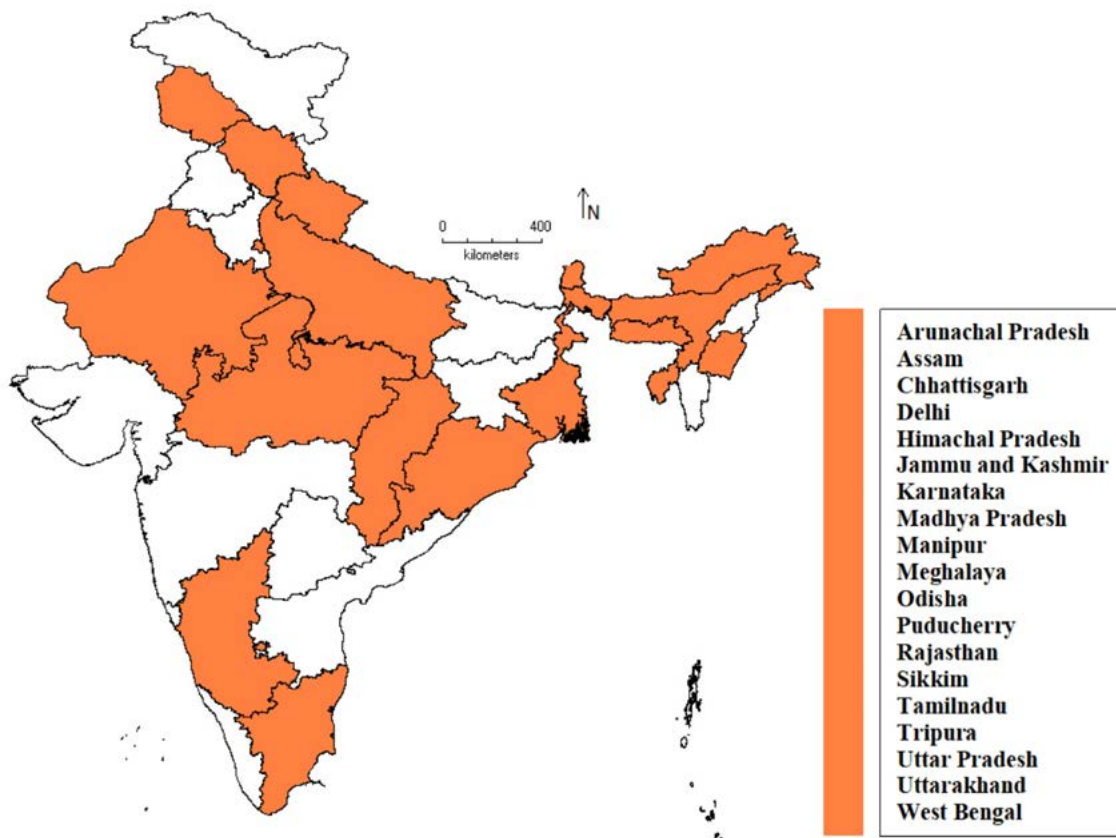 0 400
N
kilometers
Arunachal Pradesh
Assam
Chhattisgarh
Delhi
Himachal Pradesh
Jammu and Kashmir
Karnataka
Madhya Pradesh
Manipur
Meghalaya
Odisha
Puducherry
Rajasthan
Sikkim
Tamilnadu
Tripura
Uttar Pradesh
Uttarakhand
West Bengal